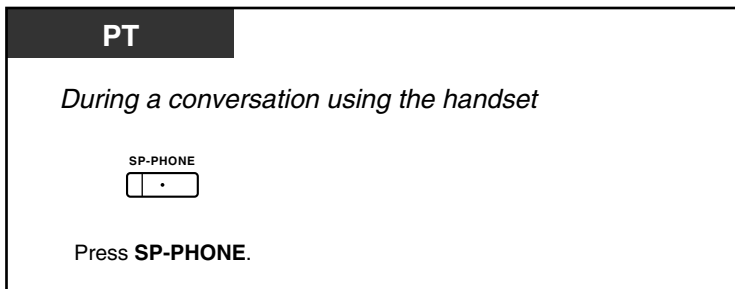 PT
During a conversation using the handset
SP-PHONE
Press SP-PHONE.